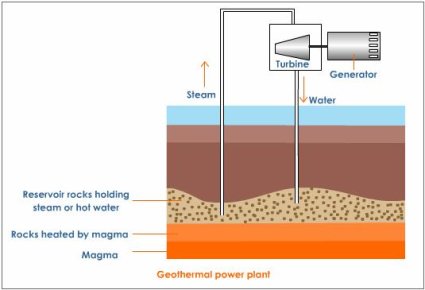 Turbine
Generator
Steam
Water
Reservoir rocks holding
steam or hot water
Rocks heated by magma
Magma
Geothermal power plant